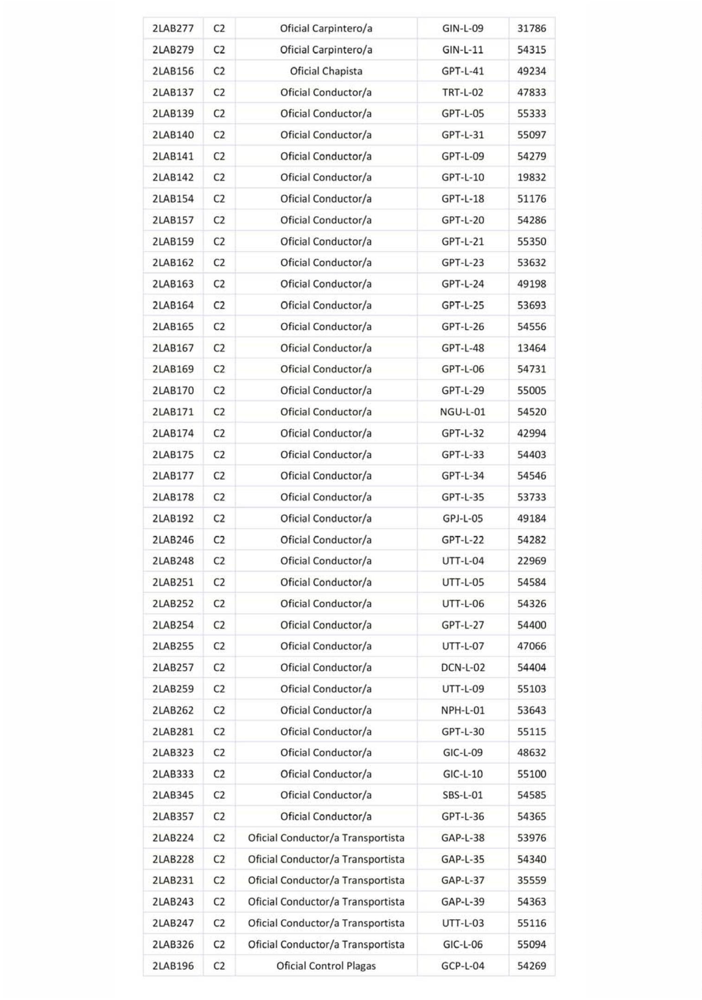 2LAB277 C2 Oficial Carpintero/a GIN-L-09 31786
2LAB279 C2 Oficial Carpintero/a GIN-L-11 54315
2LAB156 C2 Oficial Chapista GPT-L-41 49234
2LAB137 C2 Oficial Conductor/a TRT-L-02 47833
2LAB139 C2 Oficial Conductor/a GPT-L-05 55333
2LAB140 C2 Oficial Conductor/a GPT-L-31 55097
2LAB141 C2 Oficial Conductor/a GPT-L-09 54279
2LAB142 C2 Oficial Conductor/a GPT-L-10 19832
2LAB154 C2 Oficial Conductor/a GPT-L-18 51176
2LAB157 C2 Oficial Conductor/a GPT-L-20 54286
2LAB159 C2 Oficial Conductor/a GPT-L-21 55350
2LAB162 C2 Oficial Conductor/a GPT-L-23 53632
2LAB163 C2 Oficial Conductor/a GPT-L-24 49198
2LAB164 C2 Oficial Conductor/a GPT-L-25 53693
2LAB165 C2 Oficial Conductor/a GPT-L-26 54556
2LAB167 C2 Oficial Conductor/a GPT-L-48 13464
2LAB169 C2 Oficial Conductor/a GPT-L-06 54731
2LAB170 C2 Oficial Conductor/a GPT-L-29 55005
2LAB171 C2 Oficial Conductor/a NGU-L-01 54520
2LAB174 C2 Oficial Conductor/a GPT-L-32 42994
2LAB175 C2 Oficial Conductor/a GPT-L-33 54403
2LAB177 C2 Oficial Conductor/a GPT-L-34 54546
2LAB178 C2 Oficial Conductor/a GPT-L-35 53733
2LAB192 C2 Oficial Conductor/a GPJ-L-05 49184
2LAB246 C2 Oficial Conductor/a GPT-L-22 54282
2LAB248 C2 Oficial Conductor/a UTT-L-04 22969
2LAB251 C2 Oficial Conductor/a UTT-L-05 54584
2LAB252 C2 Oficial Conductor/a UTT-L-06 54326
2LAB254 C2 Oficial Conductor/a GPT-L-27 54400
2LAB255 C2 Oficial Conductor/a UTT-L-07 47066
2LAB257 C2 Oficial Conductor/a DCN-L-02 54404
2LAB259 C2 Oficial Conductor/a UTT-L-09 55103
2LAB262 C2 Oficial Conductor/a NPH-L-01 53643
2LAB281 C2 Oficial Conductor/a GPT-L-30 55115
2LAB323 C2 Oficial Conductor/a GIC-L-09 48632
2LAB333 C2 Oficial Conductor/a GIC-L-10 55100
2LAB345 C2 Oficial Conductor/a SBS-L-01 54585
2LAB357 C2 Oficial Conductor/a GPT-L-36 54365
2LAB224 C2 Oficial Conductor/a Transportista GAP-L-38 53976
2LAB228 C2 Oficial Conductor/a Transportista GAP-L-35 54340
2LAB231 C2 Oficial Conductor/a Transportista GAP-L-37 35559
2LAB243 C2 Oficial Conductor/a Transportista GAP-L-39 54363
2LAB247 C2 Oficial Conductor/a Transportista UTT-L-03 55116
2LAB326 C2 Oficial Conductor/a Transportista GIC-L-06 55094
2LAB196 C2 Oficial Control Plagas GCP-L-04 54269